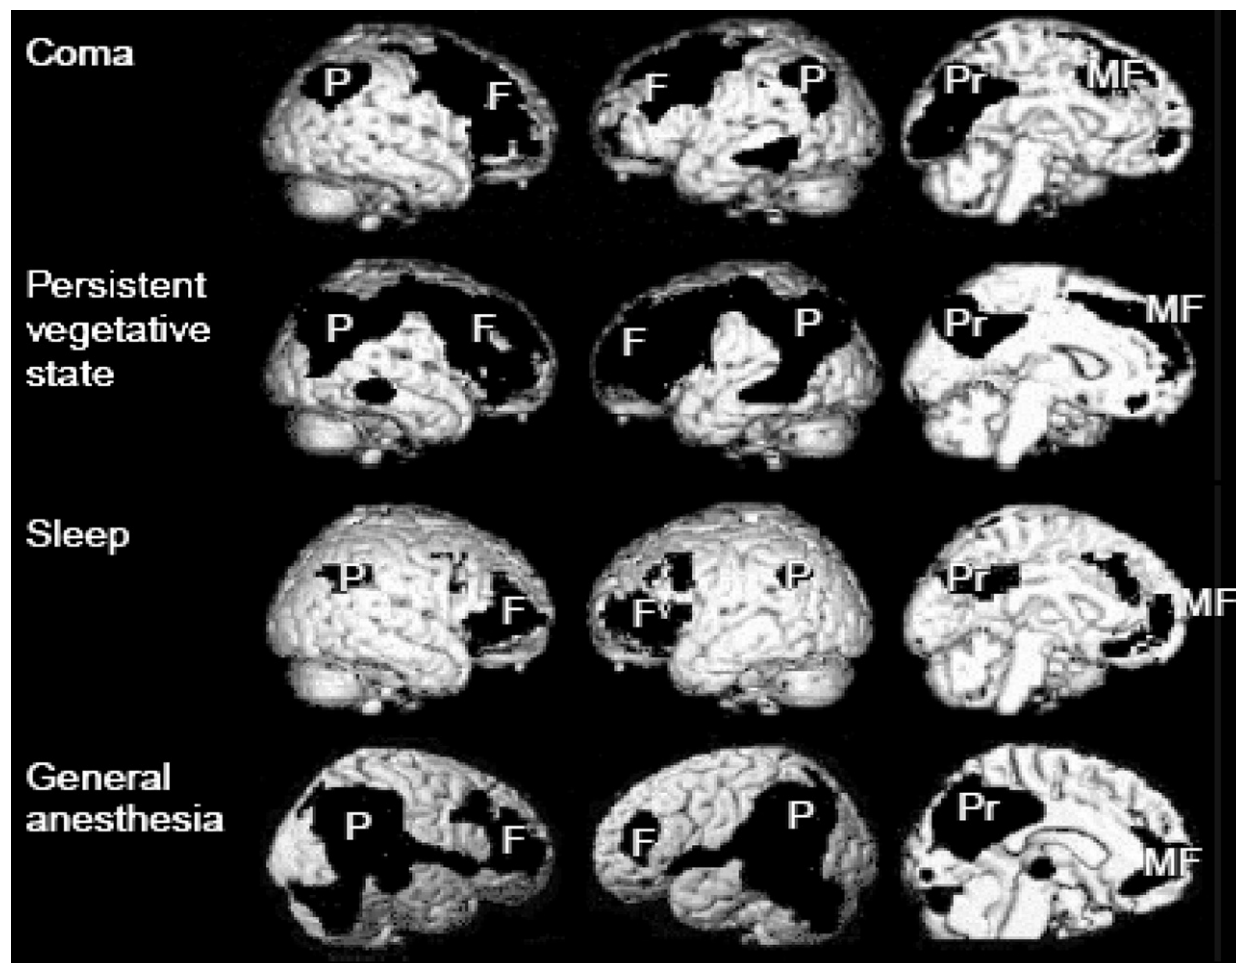 Coma
P F F P Pr MF
Persistent
vegetative
state
P F F P Pr MF
Sleep
P F F P Pr MF
General
anesthesia
P F F P Pr MF